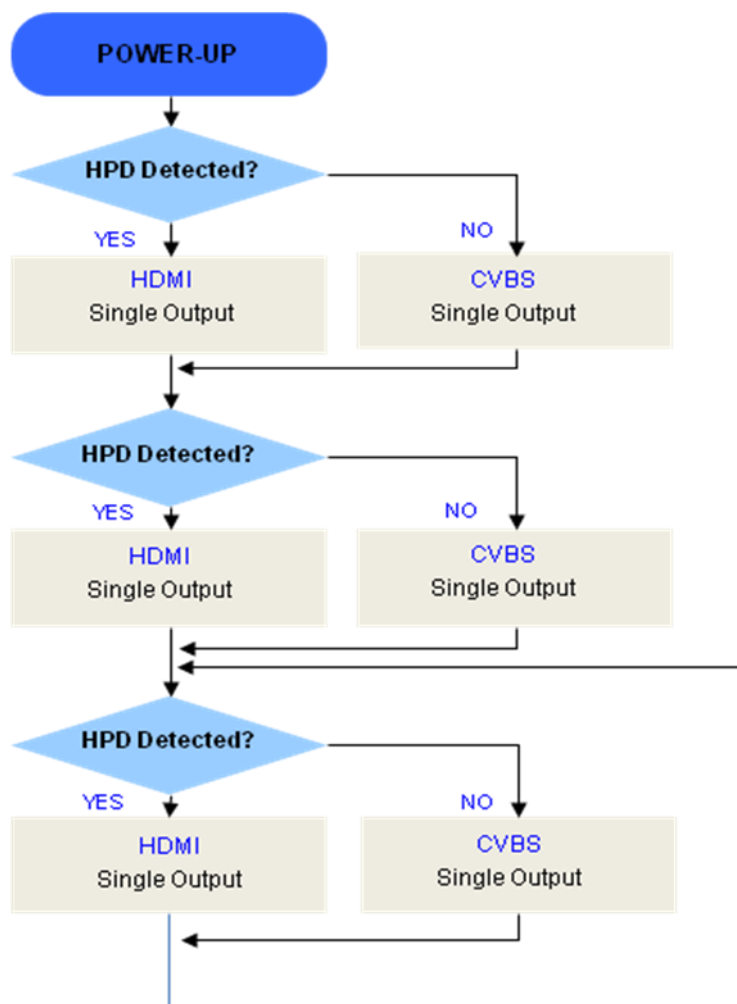 POWER-UP
HPD Detected?
YES
NO
HDMI
Single Output
CVBS
Single Output
HPD Detected?
YES
NO
HDMI
Single Output
CVBS
Single Output
HPD Detected?
YES
NO
HDMI
Single Output
CVBS
Single Output